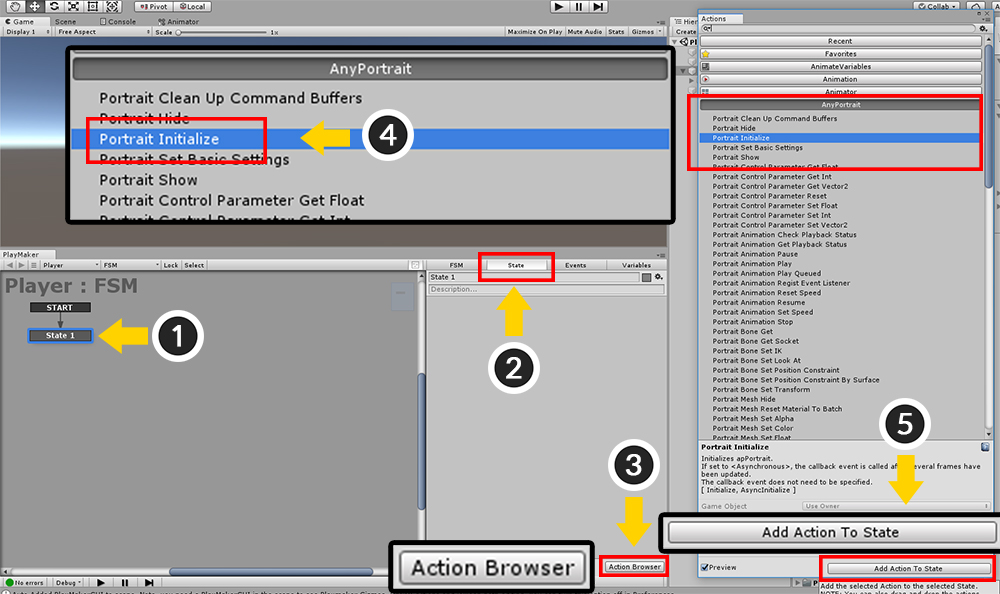 Pivot Local
Collab
Game Scene Console Animator
Display 1 Free Aspect Scale 1x Maximize On Play Mute Audio Stats Gizmos
Create
AnyPortrait
Portrait Clean Up Command Buffers
Portrait Hide
Portrait Initialize
Portrait Set Basic Settings
Portrait Show
Portrait Control Parameter Get Float
Portrait Control Parameter Get Int
4
PlayMaker
Player FSM Lock Select
Player : FSM
START
State 1
1
FSM State Events Variables
State 1
Description...
2
3
Action Browser
Action Browser
No errors Debug
Actions
Recent
Favorites
AnimateVariables
Animation
Animator
AnyPortrait
Portrait Clean Up Command Buffers
Portrait Hide
Portrait Initialize
Portrait Set Basic Settings
Portrait Show
Portrait Control Parameter Get Float
Portrait Control Parameter Get Int
Portrait Control Parameter Get Vector2
Portrait Control Parameter Reset
Portrait Control Parameter Set Float
Portrait Control Parameter Set Int
Portrait Control Parameter Set Vector2
Portrait Animation Check Playback Status
Portrait Animation Get Playback Status
Portrait Animation Pause
Portrait Animation Play
Portrait Animation Play Queued
Portrait Animation Regist Event Listener
Portrait Animation Reset Speed
Portrait Animation Resume
Portrait Animation Set Speed
Portrait Animation Stop
Portrait Bone Get
Portrait Bone Get Socket
Portrait Bone Set IK
Portrait Bone Set Look At
Portrait Bone Set Position Constraint
Portrait Bone Set Position Constraint By Surface
Portrait Bone Set Transform
Portrait Mesh Hide
Portrait Mesh Reset Material To Batch
Portrait Mesh Set Alpha
Portrait Mesh Set Color
Portrait Mesh Set Float
5
Portrait Initialize
Initializes apPortrait.
If set to <Asynchronous>, the callback event is called after several frames have
been updated.
The callback event does not need to be specified.
[ Initialize, AsyncInitialize ]
Game Object Use Owner
Add Action To State
Preview Add Action To State
Add the selected Action to the selected State.